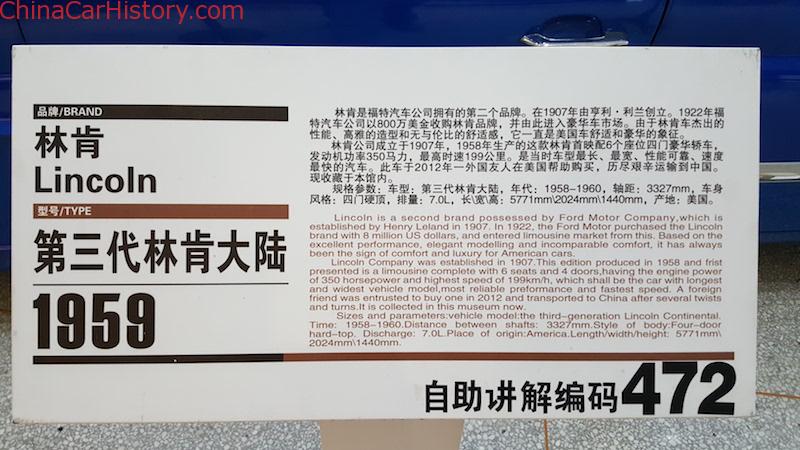 ChinaCarHistory.com
品牌/BRAND
林肯
Lincoln
型号/TYPE
第三代林肯大陆
1959
林肯是福特汽车公司拥有的第二个品牌。在1907年由亨利·利兰创立。1922年福
特汽车公司以800万美金收购林肯品牌，并由此进入豪华车市场。由于林肯车杰出的
性能、高雅的造型和无与伦比的舒适感，它一直是美国车舒适和豪华的象征。
林肯公司成立于1907年，1958年生产的这款林肯首映配6个座位四门豪华轿车，
发动机功率350马力，最高时速199公里。是当时车型最长、最宽、性能可靠、速度
最快的汽车。此车于2012年一外国友人在美国帮助购买，历尽艰辛运输到中国。
现收藏于本馆内。
规格参数：车型：第三代林肯大陆，年代：1958-1960，轴距：3327mm，车身
风格：四门硬顶，排量：7.0L，长\宽\高：5771mm\2024mm\1440mm，产地：美国。
Lincoln is a second brand possessed by Ford Motor Company,which is
established by Henry Leland in 1907. In 1922, the Ford Motor purchased the Lincoln
brand with 8 million US dollars, and entered limousine market from this. Based on the
excellent performance, elegant modelling and incomparable comfort, it has always
been the sign of comfort and luxury for American cars.
Lincoln Company was established in 1907.This edition produced in 1958 and frist
presented is a limousine complete with 6 seats and 4 doors,having the engine power
of 350 horsepower and highest speed of 199km/h, which shall be the car with longest
and widest vehicle model,most reliable preformance and fastest speed. A foreign
friend was entrusted to buy one in 2012 and transported to China after several twists
and turns.It is collected in this museum now.
Sizes and parameters:vehicle model:the third-generation Lincoln Continental.
Time: 1958-1960.Distance between shafts: 3327mm.Style of body:Four-door
hard-top. Discharge: 7.0L.Place of origin:America.Length/width/height: 5771mm\
2024mm\1440mm.
自助讲解编码472